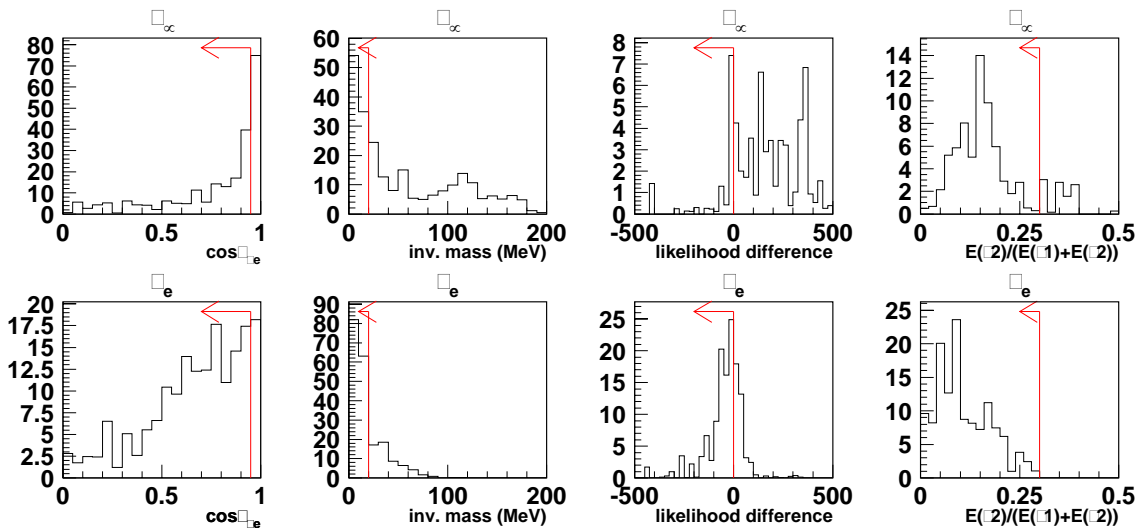 □∝ □∝ □∝ □∝
80 70 60 50 40 30 20 10 0
0 0.5 1
cos□□e
60 50 40 30 20 10 0
0 100 200
inv. mass (MeV)
8 7 6 5 4 3 2 1 0
-500 0 500
likelihood difference
14 12 10 8 6 4 2 0
0 0.5
E(□2)/(E(□1)+E(□2))
□e □e □e □e
20 17.5 15 12.5 10 7.5 5 2.5 0
0 0.5 1
cos□□e
90 80 70 60 50 40 30 20 10 0
0 100 200
inv. mass (MeV)
25 20 15 10 5 0
-500 0 500
likelihood difference
25 20 15 10 5 0
0 0.5
E(□2)/(E(□1)+E(□2))